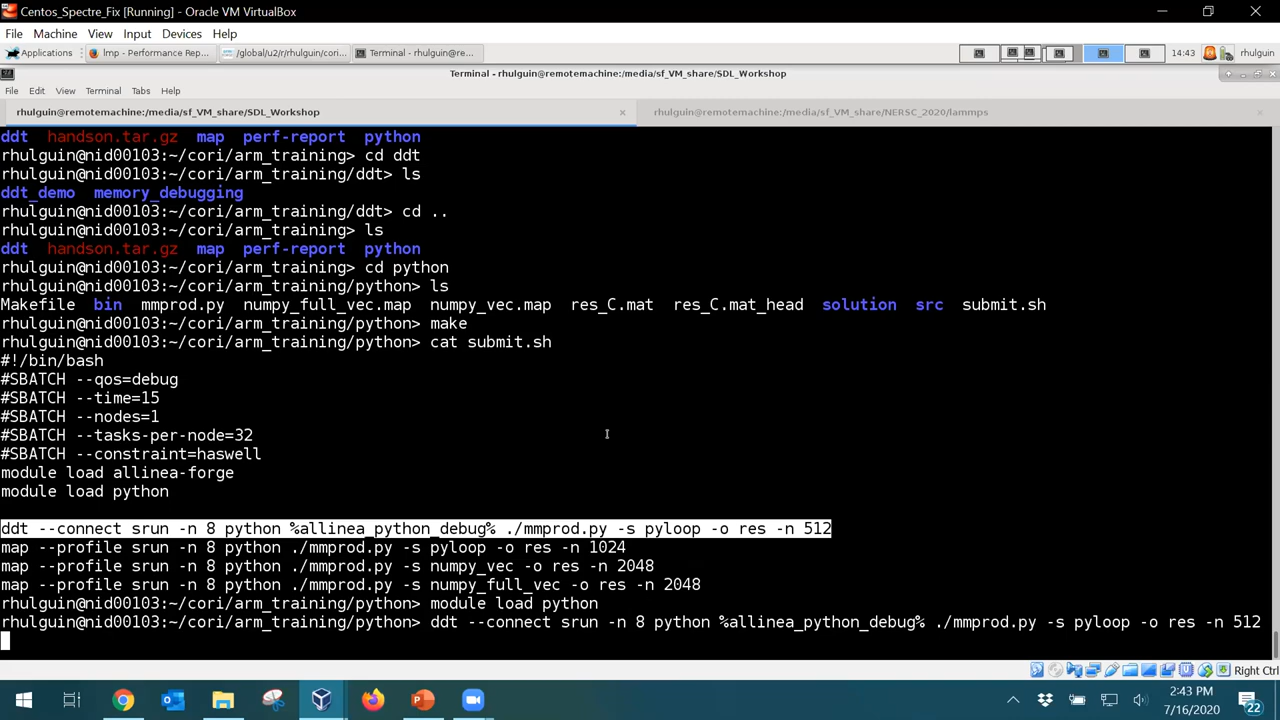 Centos_Spectre_Fix [Running] - Oracle VM VirtualBox
File Machine View Input Devices Help
Applications lmp - Performance Rep... /global/u2/r/rhulguin/cori... Terminal - rhulguin@re... 14:43 rhulguin
Terminal - rhulguin@remotemachine:/media/sf_VM_share/SDL_Workshop
File Edit View Terminal Tabs Help
rhulguin@remotemachine:/media/sf_VM_share/SDL_Workshop rhulguin@remotemachine:/media/sf_VM_share/NERSC_2020/lammps
ddt handson.tar.gz map perf-report python
rhulguin@nid00103:~/cori/arm_training> cd ddt
rhulguin@nid00103:~/cori/arm_training/ddt> ls
ddt_demo memory_debugging
rhulguin@nid00103:~/cori/arm_training/ddt> cd ..
rhulguin@nid00103:~/cori/arm_training> ls
ddt handson.tar.gz map perf-report python
rhulguin@nid00103:~/cori/arm_training> cd python
rhulguin@nid00103:~/cori/arm_training/python> ls
Makefile bin mmprod.py numpy_full_vec.map numpy_vec.map res_C.mat res_C.mat_head solution src submit.sh
rhulguin@nid00103:~/cori/arm_training/python> make
rhulguin@nid00103:~/cori/arm_training/python> cat submit.sh
#!/bin/bash
#SBATCH --qos=debug
#SBATCH --time=15
#SBATCH --nodes=1
#SBATCH --tasks-per-node=32
#SBATCH --constraint=haswell
module load allinea-forge
module load python
ddt --connect srun -n 8 python %allinea_python_debug% ./mmprod.py -s pyloop -o res -n 512
map --profile srun -n 8 python ./mmprod.py -s pyloop -o res -n 1024
map --profile srun -n 8 python ./mmprod.py -s numpy_vec -o res -n 2048
map --profile srun -n 8 python ./mmprod.py -s numpy_full_vec -o res -n 2048
rhulguin@nid00103:~/cori/arm_training/python> module load python
rhulguin@nid00103:~/cori/arm_training/python> ddt --connect srun -n 8 python %allinea_python_debug% ./mmprod.py -s pyloop -o res -n 512
Right Ctrl
2:43 PM
7/16/2020
22